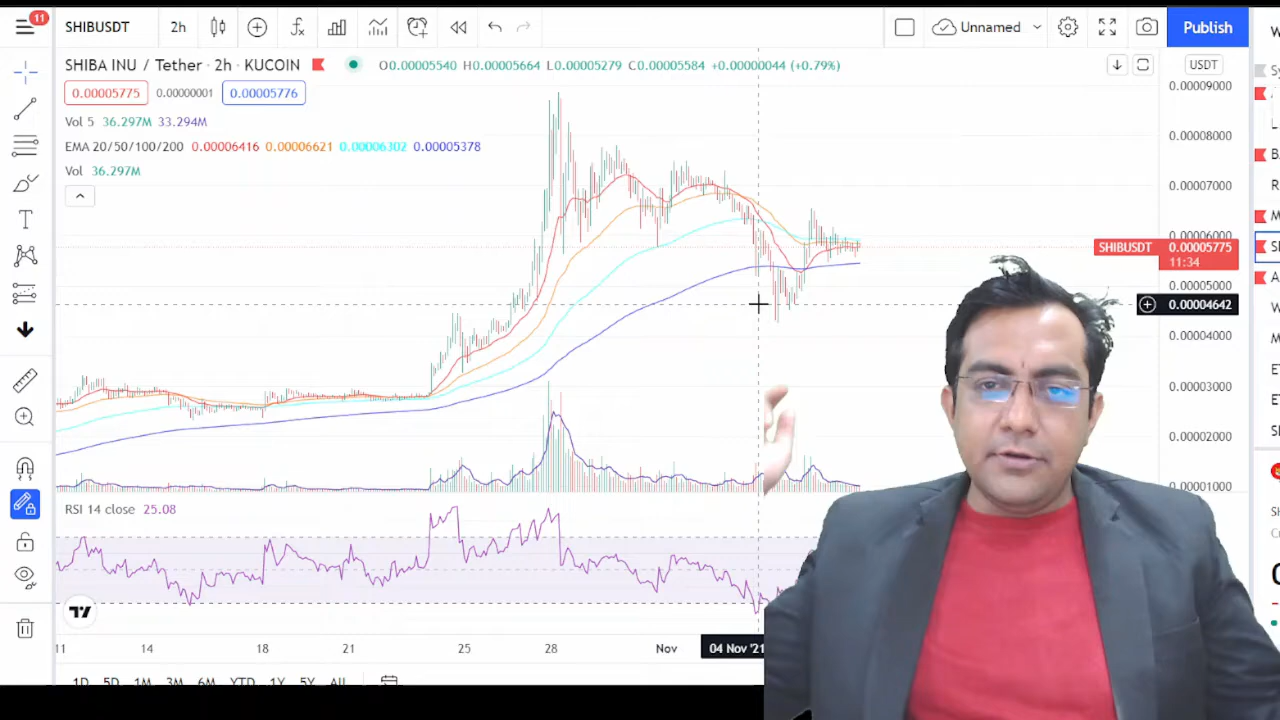 11
SHIBUSDT
2h
Unnamed
Publish
SHIBA INU / Tether · 2h · KUCOIN
O0.00005540 H0.00005664 L0.00005279 C0.00005584 +0.00000044 (+0.79%)
USDT
0.00005775
0.00000001
0.00005776
Vol 5 36.297M 33.294M
EMA 20/50/100/200 0.00006416 0.00006621 0.00006302 0.00005378
Vol 36.297M
0.00009000
0.00008000
0.00007000
0.00006000
SHIBUSDT 0.00005775
11:34
0.00005000
0.00004642
0.00004000
0.00003000
0.00002000
0.00001000
RSI 14 close 25.08
11 14 18 21 25 28 Nov 04 Nov '21
1D 5D 1M 3M 6M YTD 1Y 5Y All